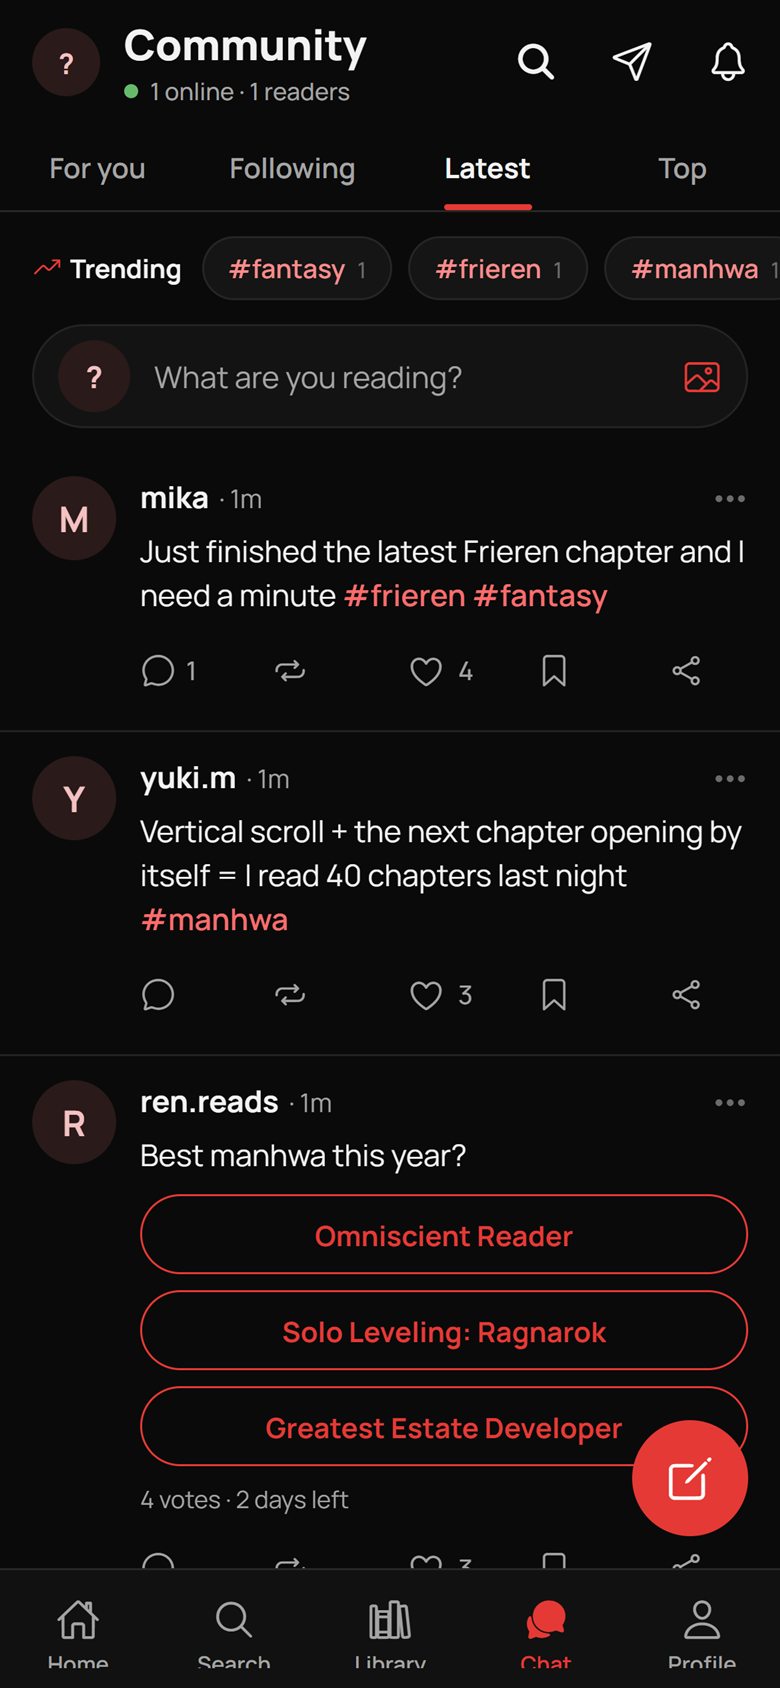 ?
Community
1 online · 1 readers
For you
Following
Latest
Top
Trending
#fantasy 1
#frieren 1
#manhwa 1
?
What are you reading?
M
mika · 1m
Just finished the latest Frieren chapter and I
need a minute #frieren #fantasy
1
4
Y
yuki.m · 1m
Vertical scroll + the next chapter opening by
itself = I read 40 chapters last night
#manhwa
3
R
ren.reads · 1m
Best manhwa this year?
Omniscient Reader
Solo Leveling: Ragnarok
Greatest Estate Developer
4 votes · 2 days left
3
Home
Search
Library
Chat
Profile